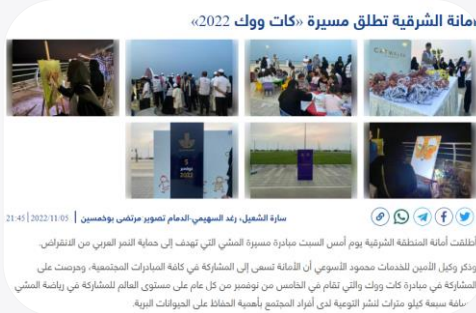 أمانة الشرقية تطلق مسيرة «كات ووك 2022»
5
نوفمبر
2022
سارة الشعيل، رغد السهيمي-الدمام تصوير مرتضى بوخمسين | 2022/11/05 | 21:45
أطلقت أمانة المنطقة الشرقية يوم أمس السبت مبادرة مسيرة المشي التي تهدف إلى حماية النمر العربي من الانقراض.
وذكر وكيل الأمين للخدمات محمود الأسوعي أن الأمانة تسعى إلى المشاركة في كافة المبادرات المجتمعية، وحرصت على
المشاركة في مبادرة كات ووك والتي تقام في الخامس من نوفمبر من كل عام على مستوى العالم للمشاركة في رياضة المشي
مسافة سبعة كيلو مترات لنشر التوعية لدى أفراد المجتمع بأهمية الحفاظ على الحيوانات البرية.